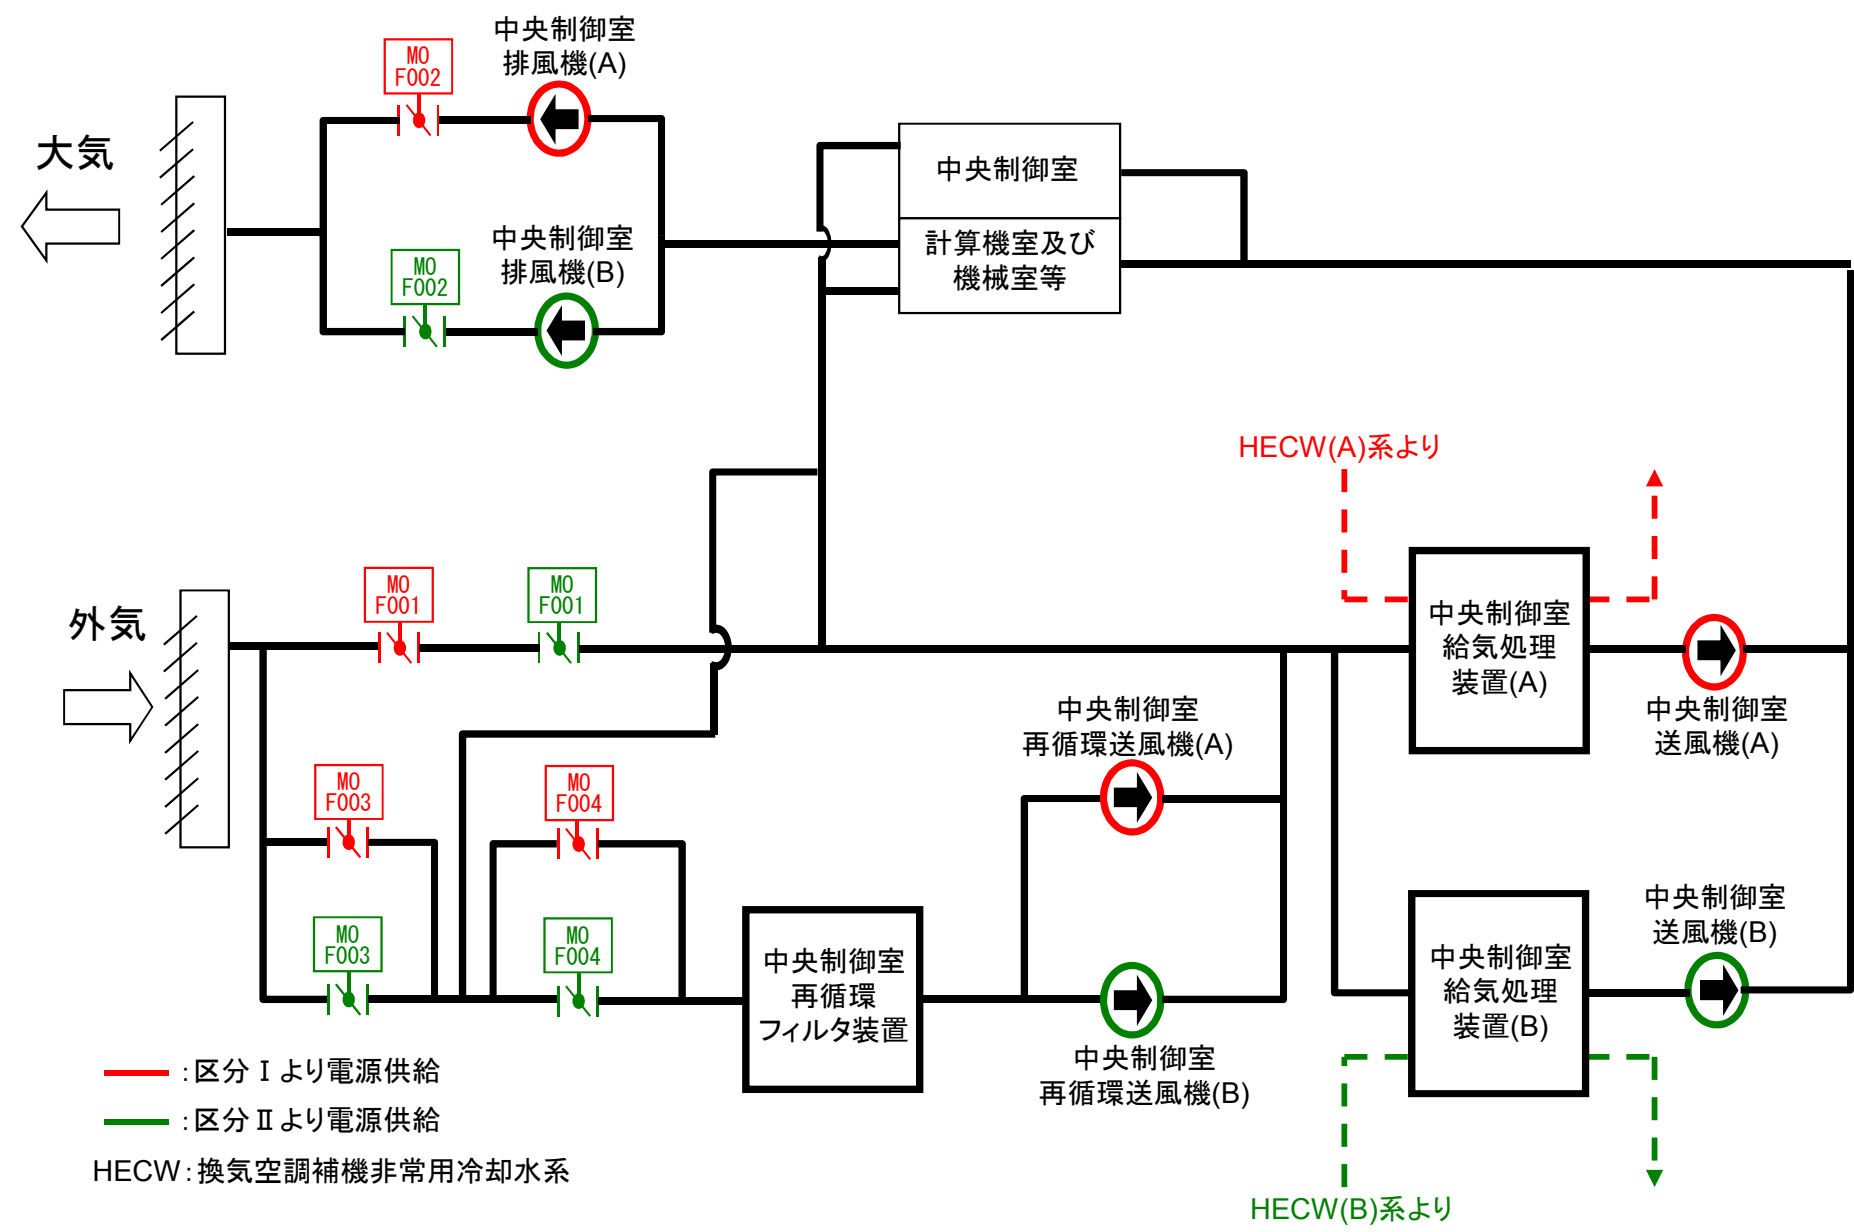 中央制御室
排風機(A)
MO
F002
大気
中央制御室
中央制御室
排風機(B)
MO
F002
計算機室及び
機械室等
HECW(A)系より
外気
MO
F001
MO
F001
中央制御室
給気処理
装置(A)
中央制御室
再循環送風機(A)
中央制御室
送風機(A)
MO
F003
MO
F004
MO
F003
MO
F004
中央制御室
再循環
フィルタ装置
中央制御室
送風機(B)
中央制御室
給気処理
装置(B)
中央制御室
再循環送風機(B)
:区分Ⅰより電源供給
:区分Ⅱより電源供給
HECW:換気空調補機非常用冷却水系
HECW(B)系より